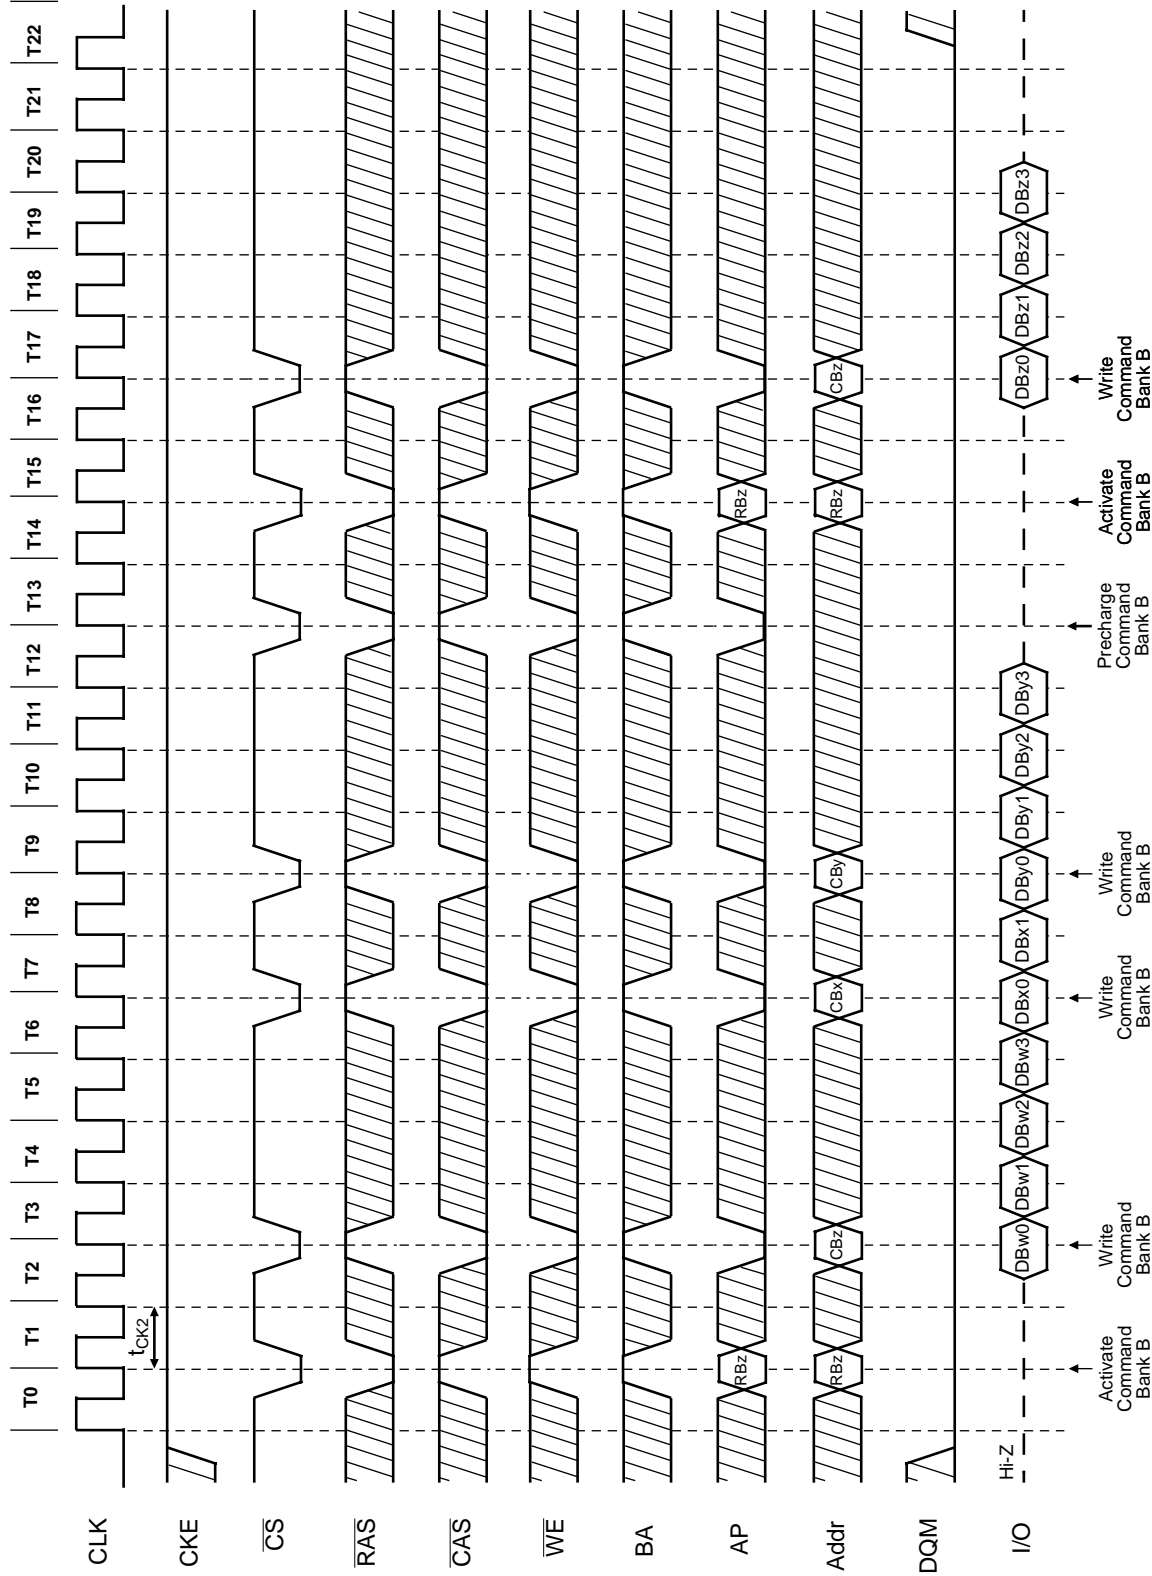 T0 T1 T2 T3 T4 T5 T6 T7 T8 T9 T10 T11 T12 T13 T14 T15 T16 T17 T18 T19 T20 T21 T22
CLK
tCK2
CKE
CS
RAS
CAS
WE
BA
AP
RBz RBz
Addr
RBz CBz CBx CBy RBz CBz
DQM
I/O
Hi-Z
DBw0 DBw1 DBw2 DBw3 DBx0 DBx1 DBy0 DBy1 DBy2 DBy3 DBz0 DBz1 DBz2 DBz3
Activate
Command
Bank B
Write
Command
Bank B
Write
Command
Bank B
Write
Command
Bank B
Precharge
Command
Bank B
Activate
Command
Bank B
Write
Command
Bank B